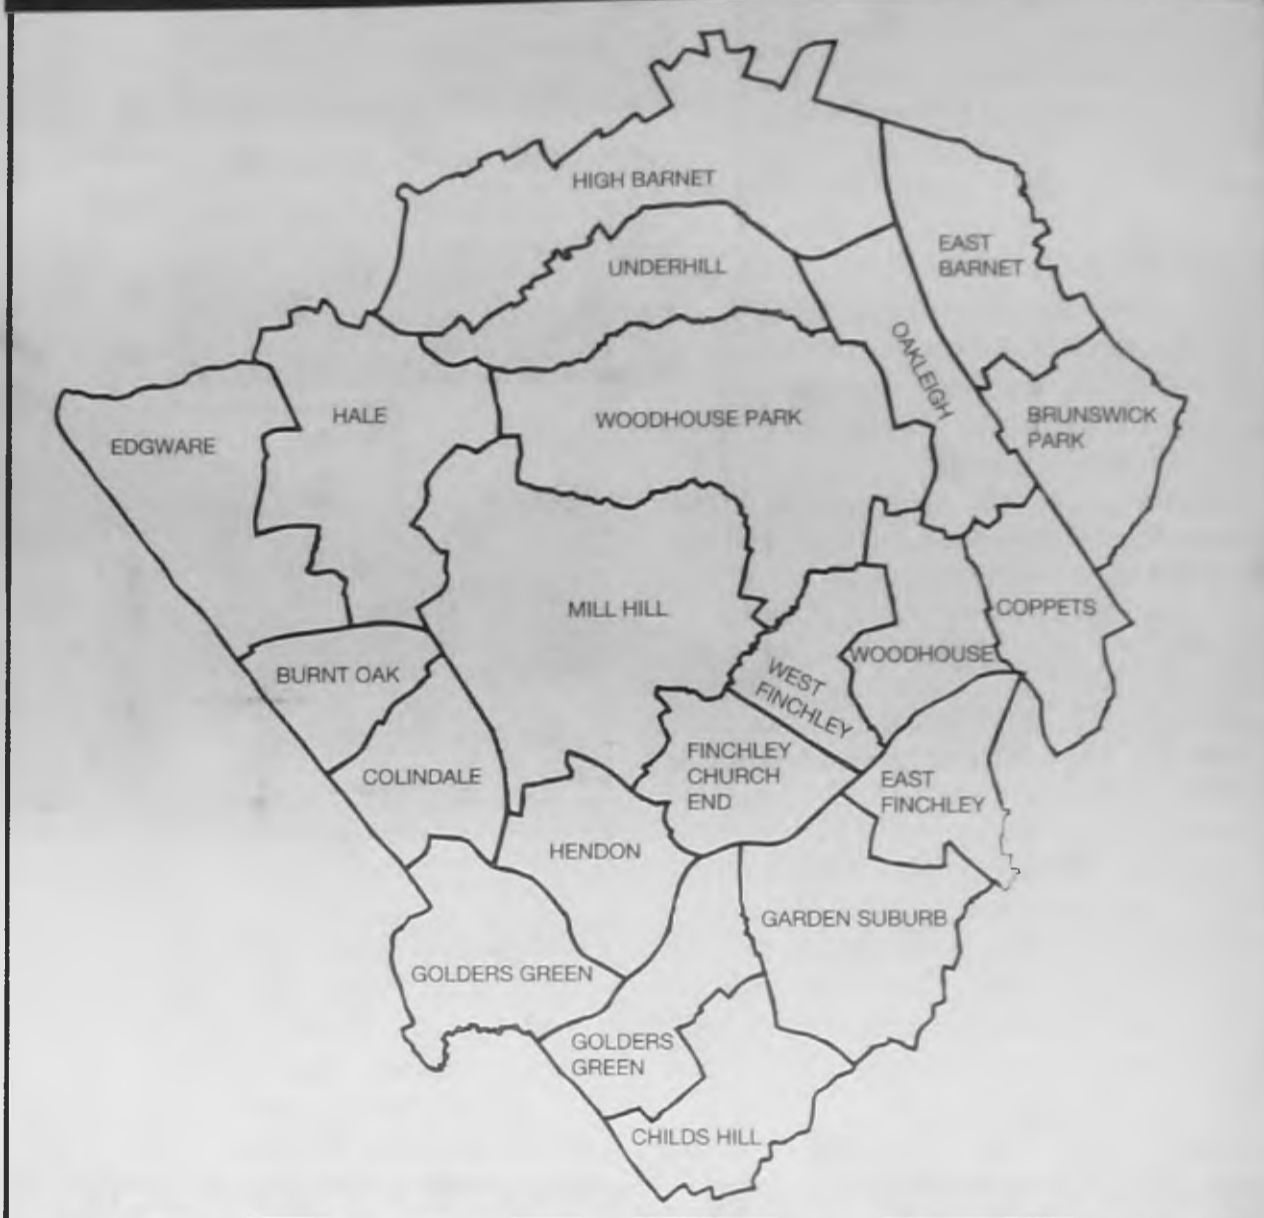 HIGH BARNET
UNDERHILL
EAST
BARNET
OAKLEIGH
HALE
WOODHOUSE PARK
BRUNSWICK
PARK
EDGWARE
MILL HILL
COPPETS
WOODHOUSE
WEST
FINCHLEY
BURNT OAK
COLINDALE
FINCHLEY
CHURCH
END
EAST
FINCHLEY
HENDON
GARDEN SUBURB
GOLDERS GREEN
GOLDERS
GREEN
CHILDS HILL